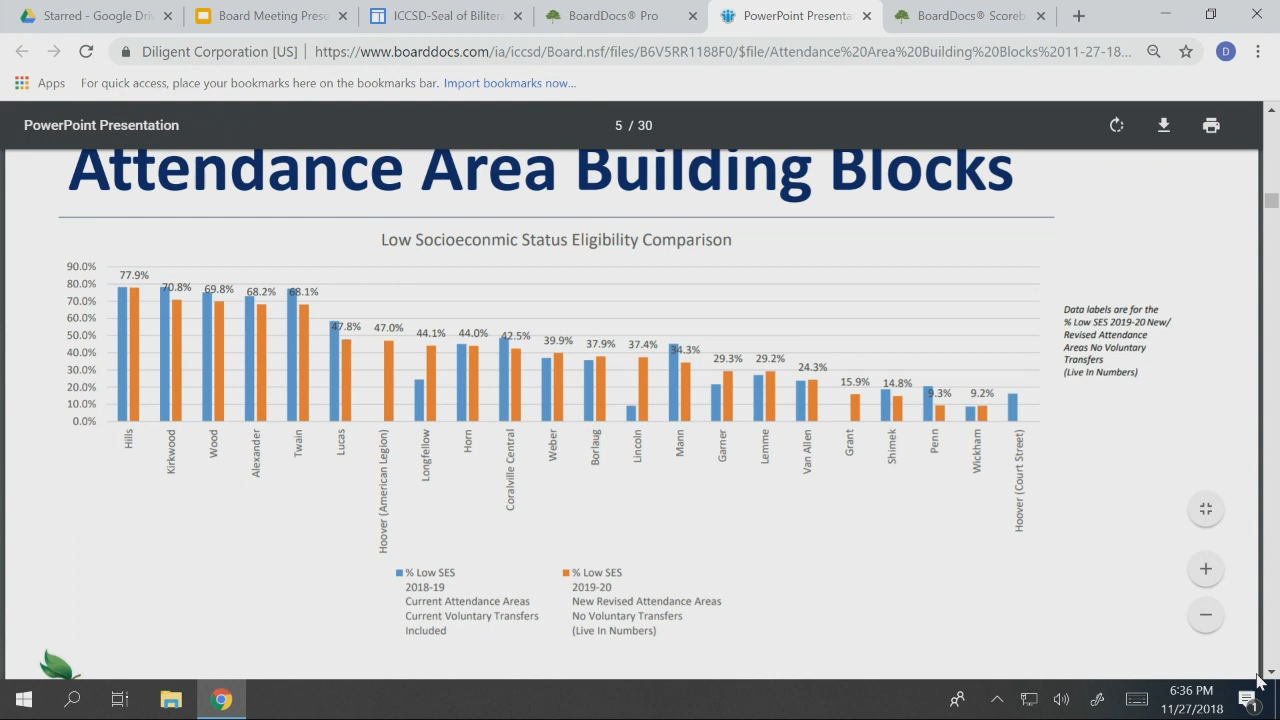 Starred - Google Dri
Board Meeting Prese
ICCSD-Seal of Bilitera
BoardDocs® Pro
PowerPoint Presenta
BoardDocs® Scoreb
Diligent Corporation [US]
https://www.boarddocs.com/ia/iccsd/Board.nsf/files/B6V5RR1188F0/$file/Attendance%20Area%20Building%20Blocks%2011-27-18...
D
Apps
For quick access, place your bookmarks here on the bookmarks bar. Import bookmarks now...
PowerPoint Presentation
5 / 30
Attendance Area Building Blocks
Low Socioeconmic Status Eligibility Comparison
90.0%
80.0%
70.0%
60.0%
50.0%
40.0%
30.0%
20.0%
10.0%
0.0%
77.9%
70.8%
69.8%
68.2%
68.1%
47.8%
47.0%
44.1%
44.0%
42.5%
39.9%
37.9%
37.4%
34.3%
29.3%
29.2%
24.3%
15.9%
14.8%
9.3%
9.2%
Hills
Kirkwood
Wood
Alexander
Twain
Lucas
Hoover (American Legion)
Longfellow
Horn
Coralville Central
Weber
Borlaug
Lincoln
Mann
Garner
Lemme
Van Allen
Grant
Shimek
Penn
Wickham
Hoover (Court Street)
Data labels are for the
% Low SES 2019-20 New/
Revised Attendance
Areas No Voluntary
Transfers
(Live In Numbers)
% Low SES
2018-19
Current Attendance Areas
Current Voluntary Transfers
Included
% Low SES
2019-20
New Revised Attendance Areas
No Voluntary Transfers
(Live In Numbers)
6:36 PM
11/27/2018
1